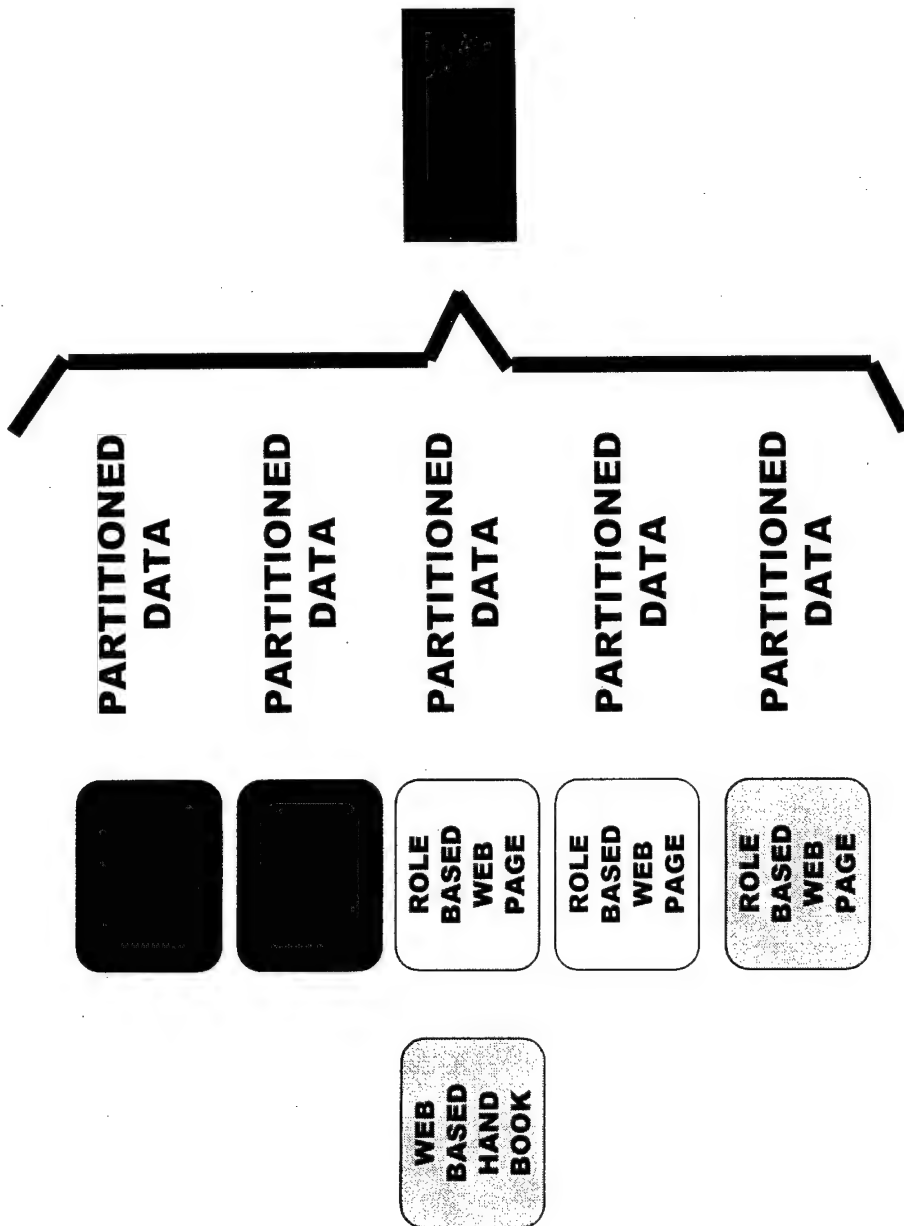 PARTITIONED
DATA
PARTITIONED
DATA
WEB
BASED
HAND
BOOK
ROLE
BASED
WEB
PAGE
PARTITIONED
DATA
ROLE
BASED
WEB
PAGE
PARTITIONED
DATA
ROLE
BASED
WEB
PAGE
PARTITIONED
DATA